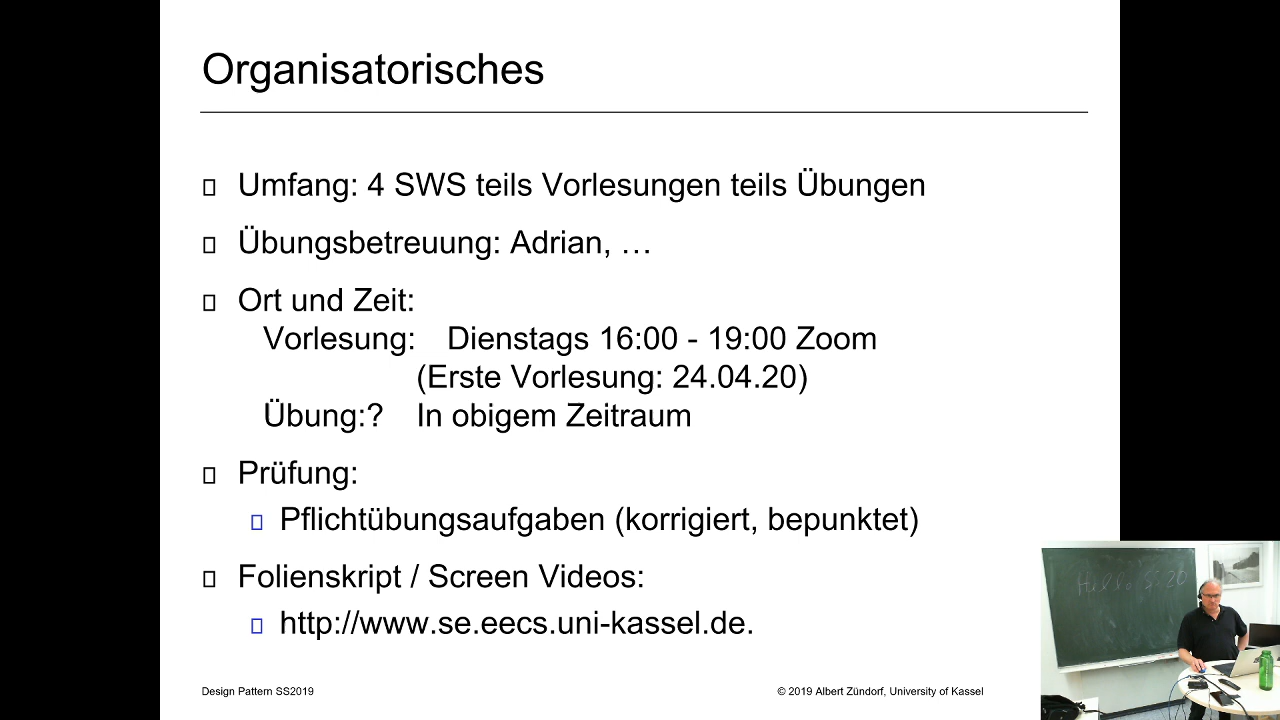 Organisatorisches
Umfang: 4 SWS teils Vorlesungen teils Übungen
Übungsbetreuung: Adrian, …
Ort und Zeit:
Vorlesung: Dienstags 16:00 - 19:00 Zoom
(Erste Vorlesung: 24.04.20)
Übung:? In obigem Zeitraum
Prüfung:
Pflichtübungsaufgaben (korrigiert, bepunktet)
Folienskript / Screen Videos:
http://www.se.eecs.uni-kassel.de.
Design Pattern SS2019
© 2019 Albert Zündorf, University of Kassel